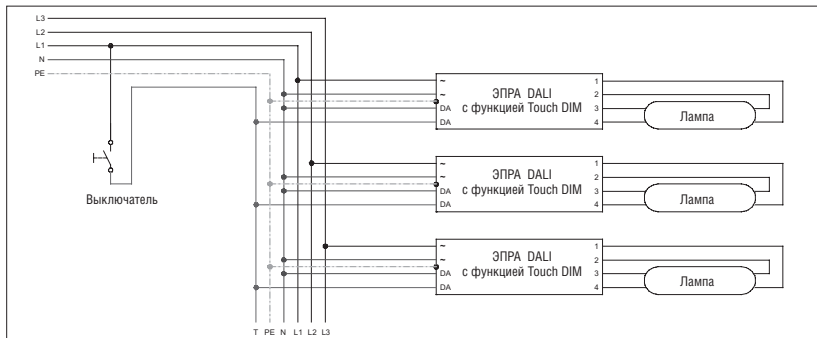 L3
L2
L1
N
PE
Выключатель
~
~
DA
DA
ЭПРА DALI
с функцией Touch DIM
1
2
3
4
Лампа
~
~
DA
DA
ЭПРА DALI
с функцией Touch DIM
1
2
3
4
Лампа
~
~
DA
DA
ЭПРА DALI
с функцией Touch DIM
1
2
3
4
Лампа
T PE N L1 L2 L3